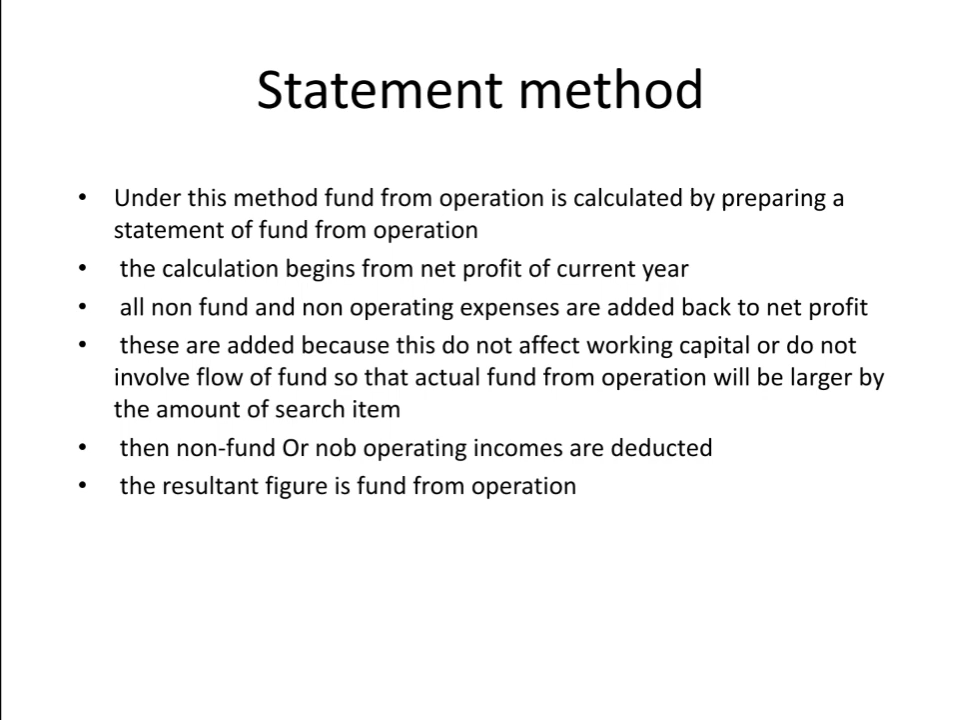 Statement method
• Under this method fund from operation is calculated by preparing a
statement of fund from operation
• the calculation begins from net profit of current year
• all non fund and non operating expenses are added back to net profit
• these are added because this do not affect working capital or do not
involve flow of fund so that actual fund from operation will be larger by
the amount of search item
• then non-fund Or nob operating incomes are deducted
• the resultant figure is fund from operation